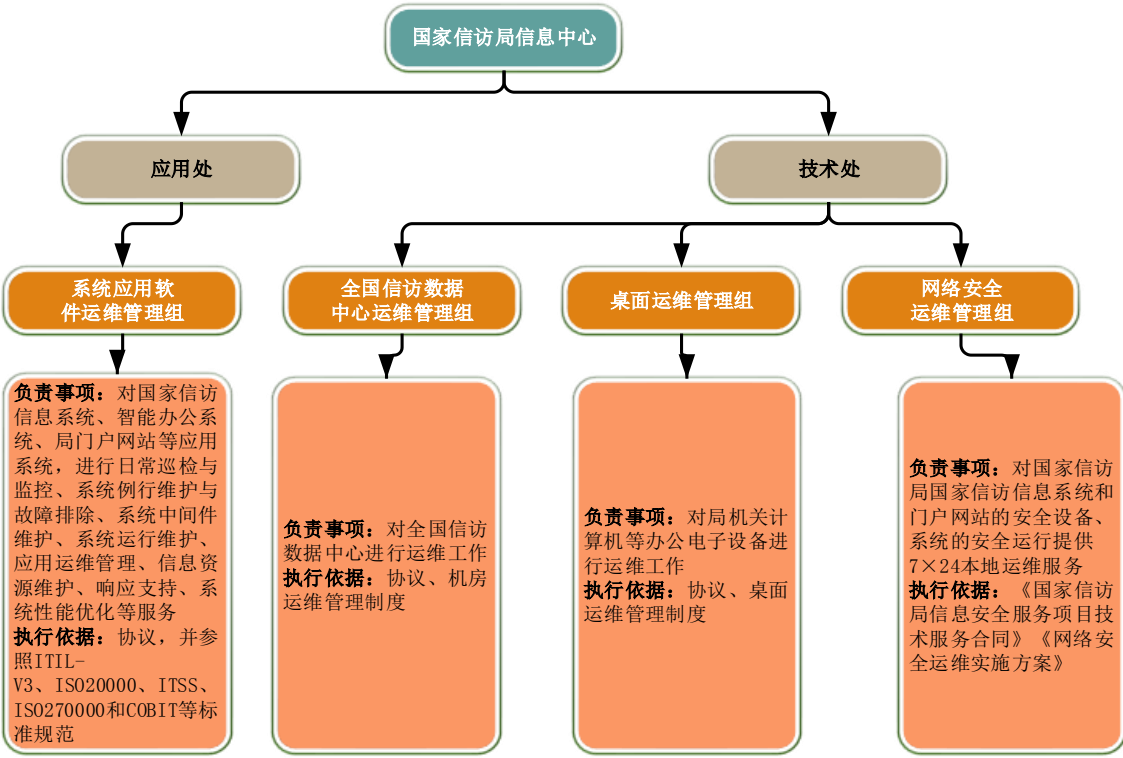 国家信访局信息中心
应用处
技术处
系统应用软
件运维管理组
全国信访数据
中心运维管理组
桌面运维管理组
网络安全
运维管理组
负责事项：对国家信访
信息系统、智能办公系
统、局门户网站等应用
系统，进行日常巡检与
监控、系统例行维护与
故障排除、系统中间件
维护、系统运行维护、
应用运维管理、信息资
源维护、响应支持、系
统性能优化等服务
执行依据：协议，并参
照ITIL-
V3、ISO20000、ITSS、
ISO270000和COBIT等标
准规范
负责事项：对全国信访
数据中心进行运维工作
执行依据：协议、机房
运维管理制度
负责事项：对局机关计
算机等办公电子设备进
行运维工作
执行依据：协议、桌面
运维管理制度
负责事项：对国家信访
局国家信访信息系统和
门户网站的安全设备、
系统的安全运行提供
7×24本地运维服务
执行依据：《国家信访
局信息安全服务项目技
术服务合同》《网络安
全运维实施方案》